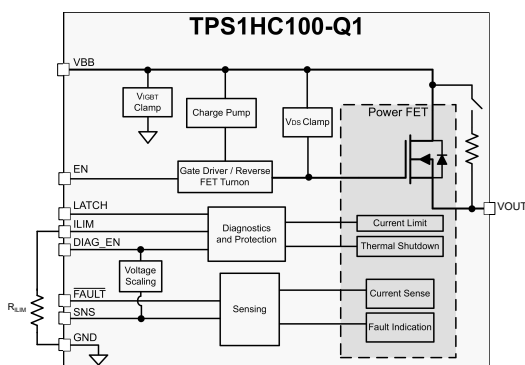 TPS1HC100-Q1
VBB
VIGBT
Clamp
Charge Pump
VDS Clamp
Power FET
EN
Gate Driver / Reverse
FET Turnon
VOUT
LATCH
ILIM
DIAG_EN
Diagnostics
and Protection
Current Limit
Thermal Shutdown
Voltage
Scaling
FAULT
SNS
RILIM
GND
Sensing
Current Sense
Fault Indication